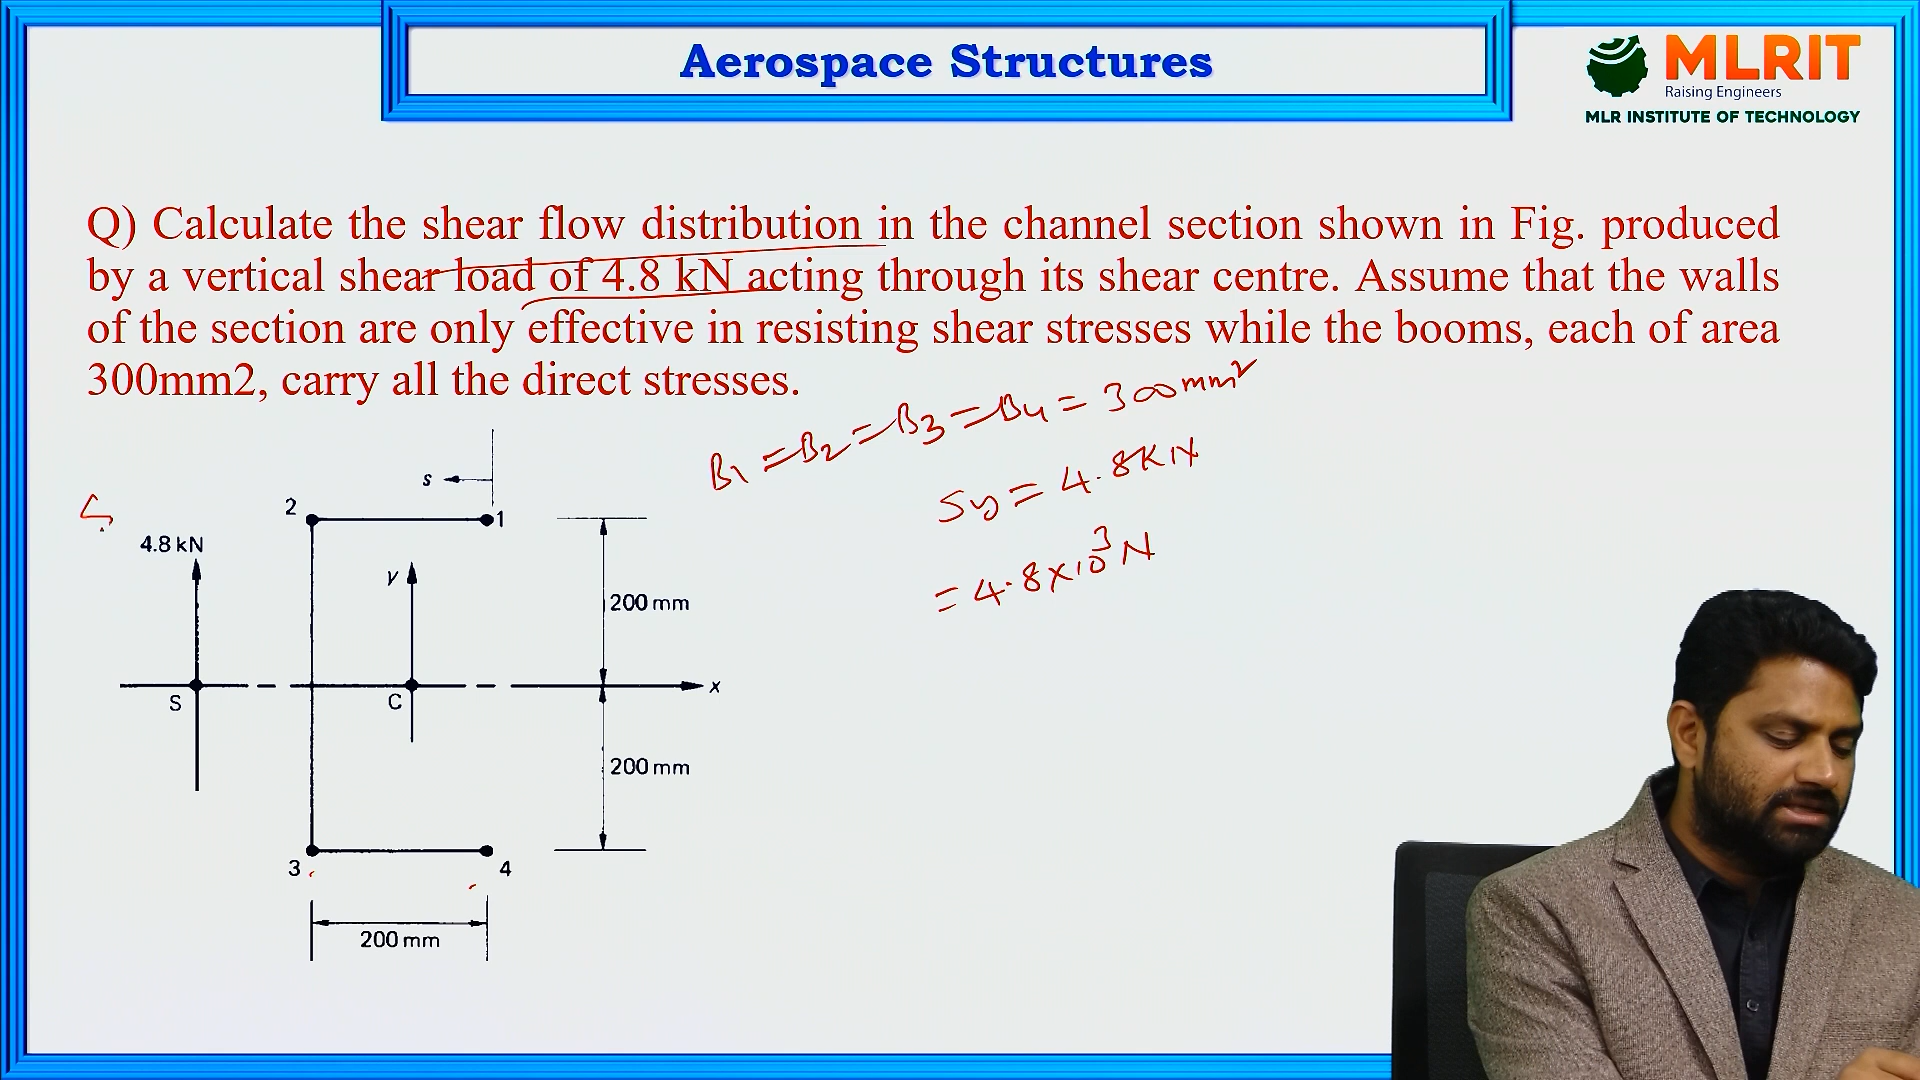 Aerospace Structures
MLRIT
Raising Engineers
MLR INSTITUTE OF TECHNOLOGY
Q) Calculate the shear flow distribution in the channel section shown in Fig. produced
by a vertical shear load of 4.8 kN acting through its shear centre. Assume that the walls
of the section are only effective in resisting shear stresses while the booms, each of area
300mm2, carry all the direct stresses.
B1 = B2 = B3 = B4 = 300 mm²
Sy = 4.8KN
= 4.8×10³ N
s
2
1
4.8 kN
y
200 mm
x
S
C
200 mm
3
4
200 mm